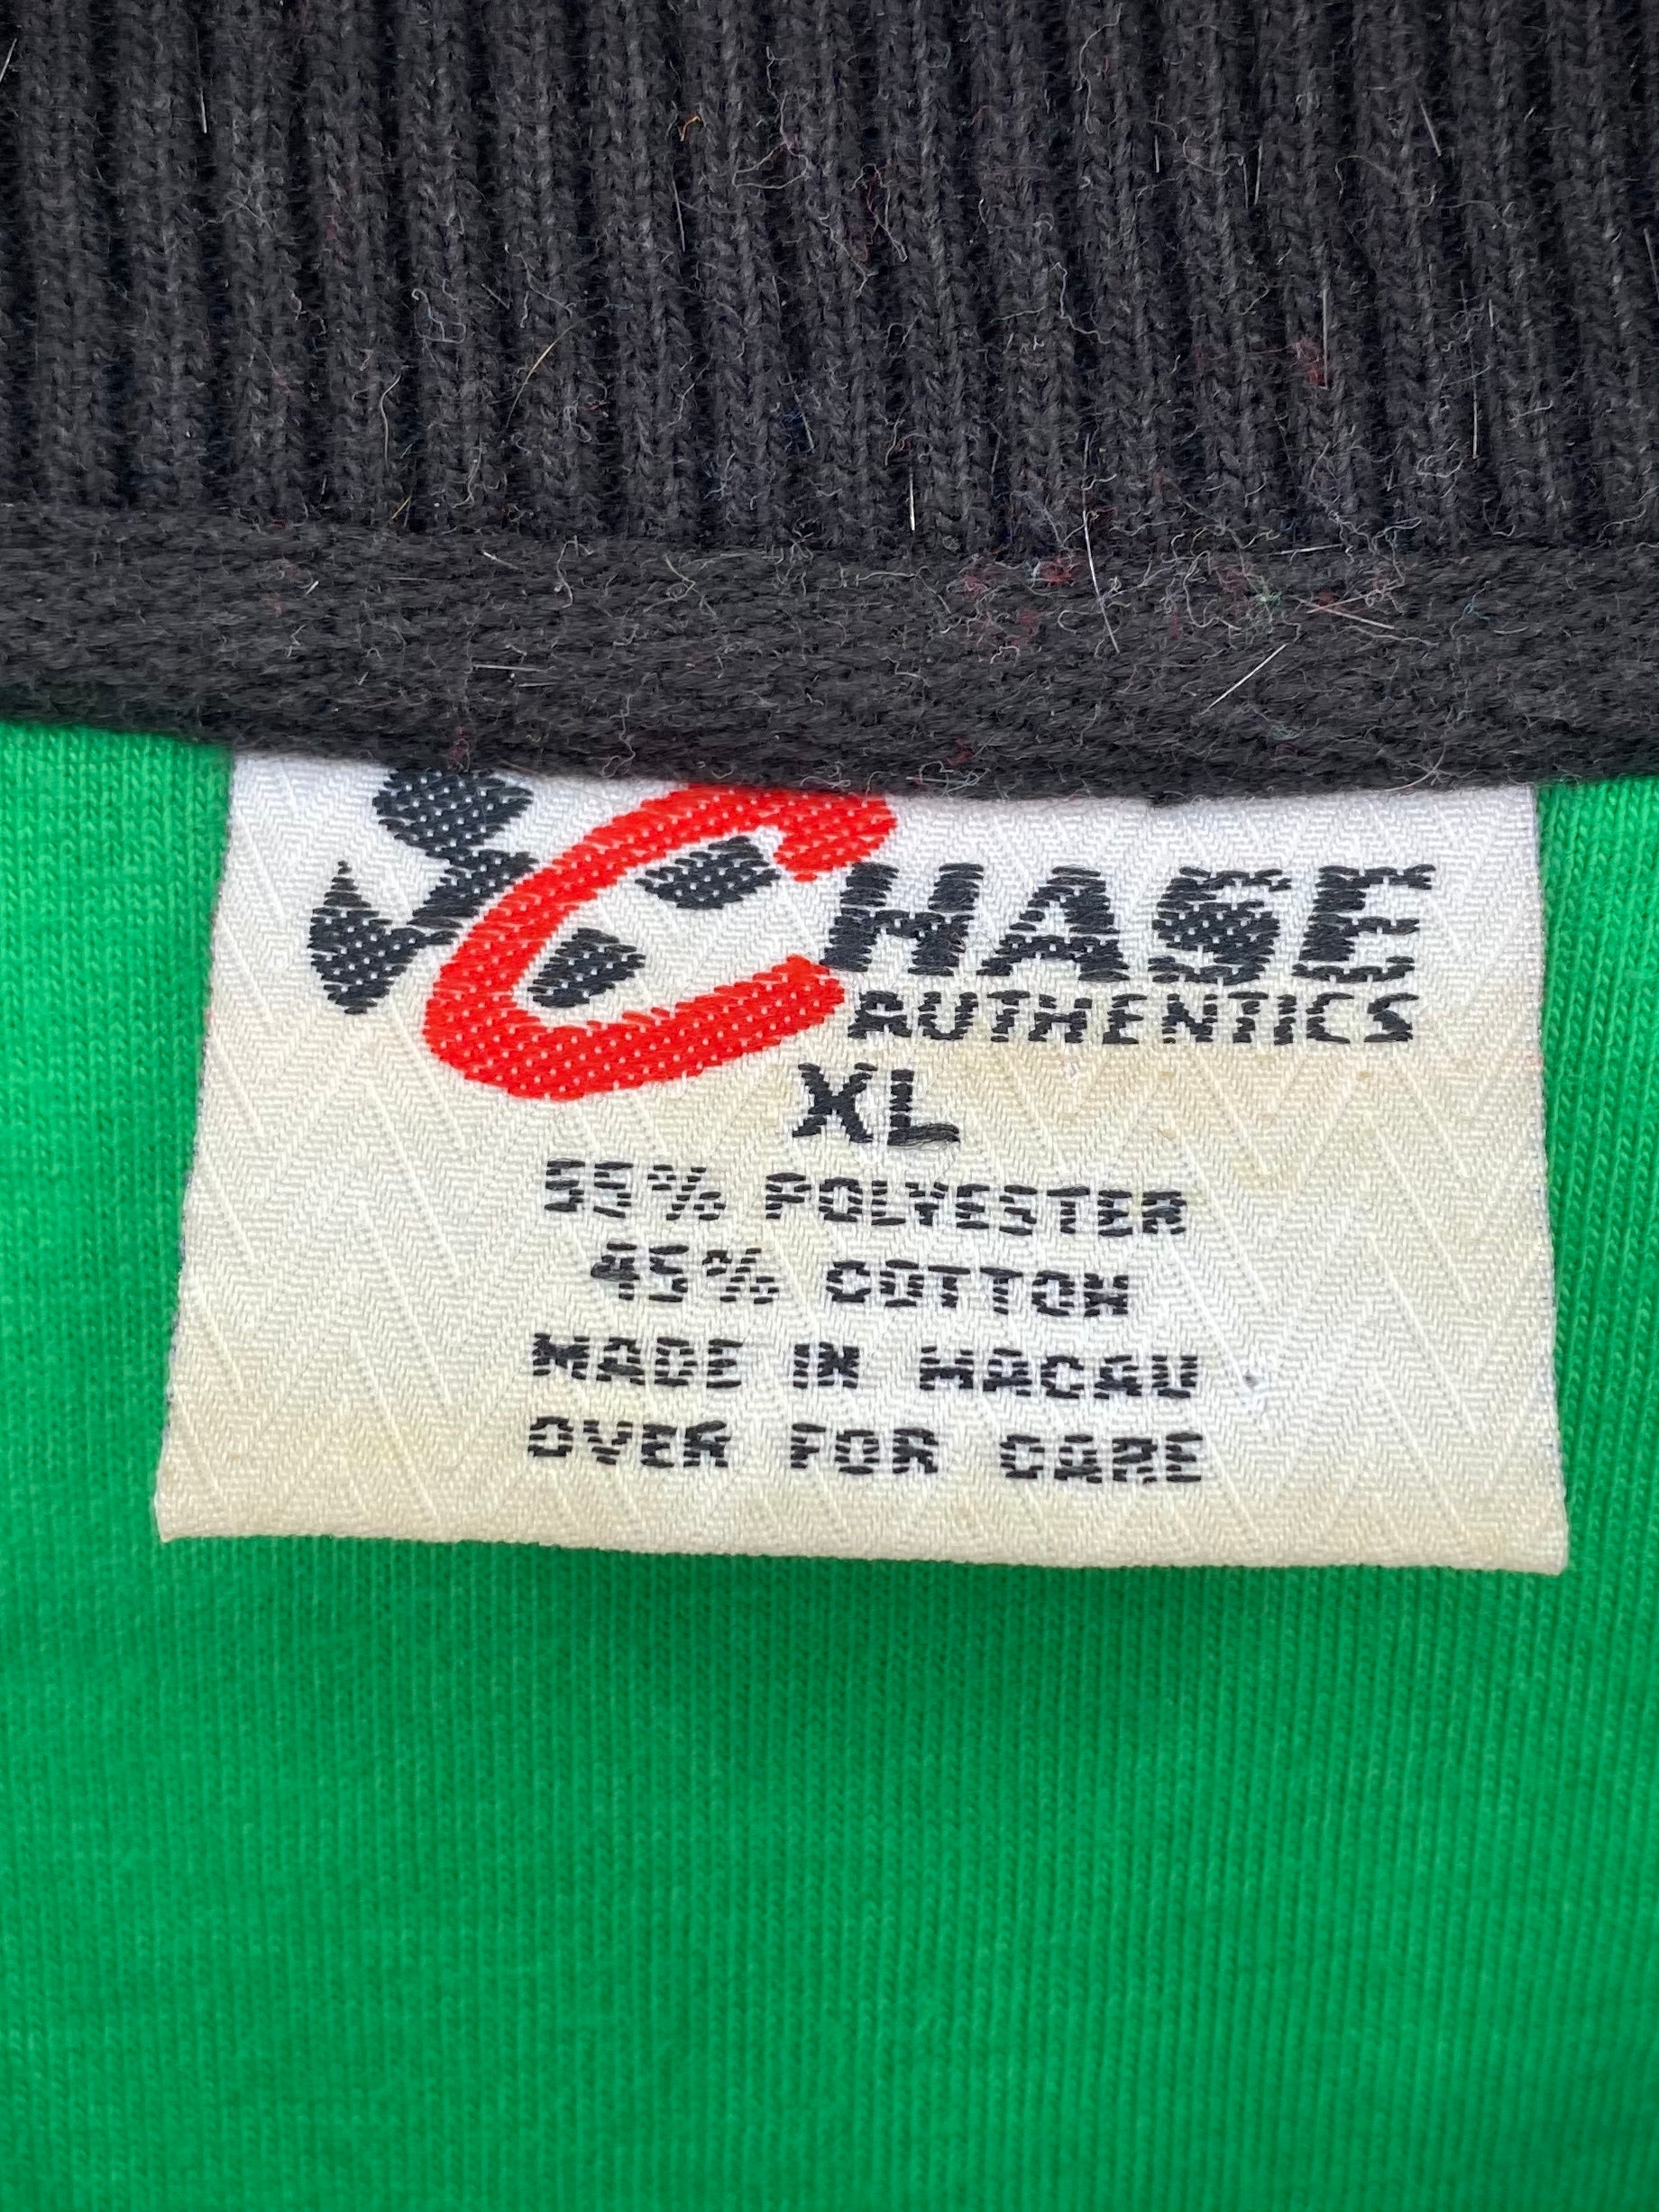 CHASE
AUTHENTICS
XL
55% POLYESTER
45% COTTON
MADE IN MACAU
OVER FOR CARE